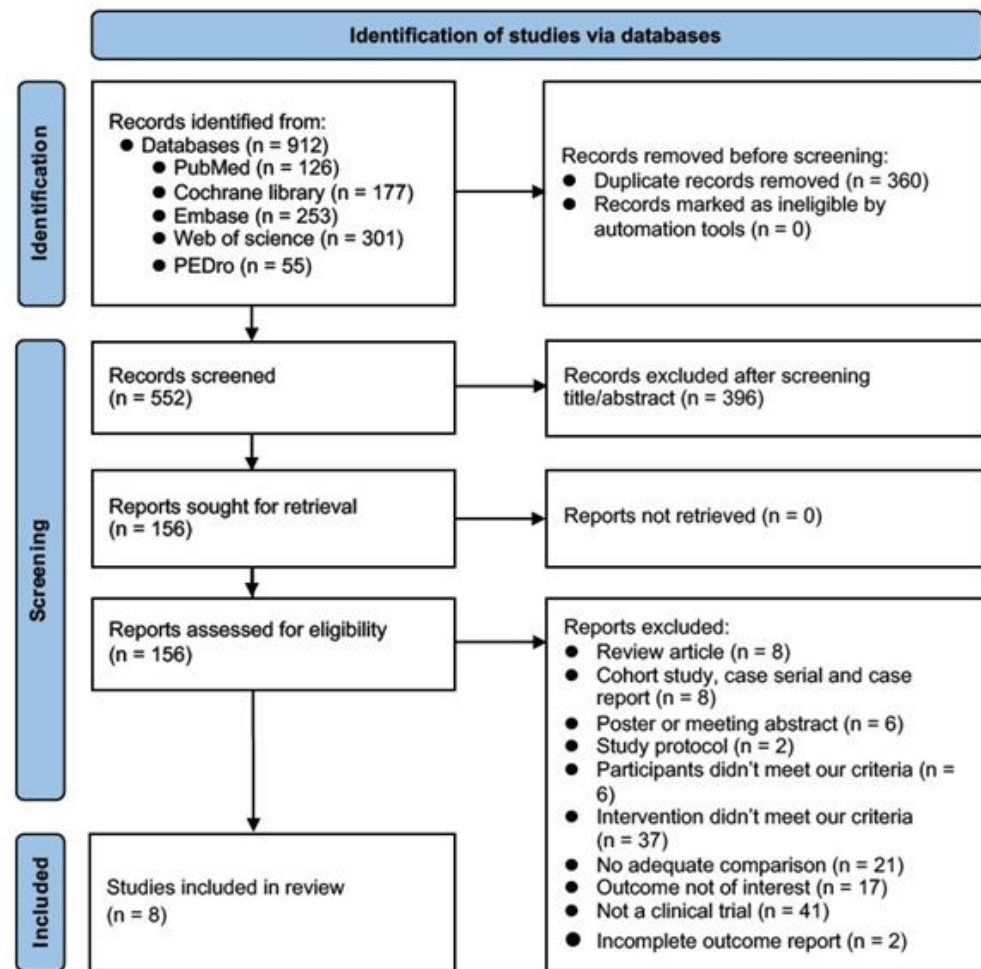 Identification of studies via databases
Identification
Records identified from:
● Databases (n = 912)
● PubMed (n = 126)
● Cochrane library (n = 177)
● Embase (n = 253)
● Web of science (n = 301)
● PEDro (n = 55)
Records removed before screening:
● Duplicate records removed (n = 360)
● Records marked as ineligible by
automation tools (n = 0)
Screening
Records screened
(n = 552)
Records excluded after screening
title/abstract (n = 396)
Reports sought for retrieval
(n = 156)
Reports not retrieved (n = 0)
Reports assessed for eligibility
(n = 156)
Reports excluded:
● Review article (n = 8)
● Cohort study, case serial and case
report (n = 8)
● Poster or meeting abstract (n = 6)
● Study protocol (n = 2)
● Participants didn't meet our criteria (n =
6)
● Intervention didn't meet our criteria
(n = 37)
● No adequate comparison (n = 21)
● Outcome not of interest (n = 17)
● Not a clinical trial (n = 41)
● Incomplete outcome report (n = 2)
Included
Studies included in review
(n = 8)